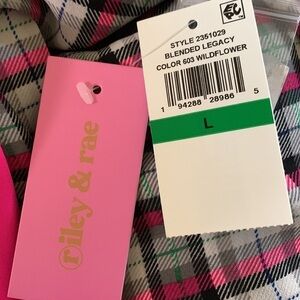 riley & rae
STYLE 2351029
BLENDED LEGACY
COLOR 603 WILDFLOWER
1 94288 28986 5
L